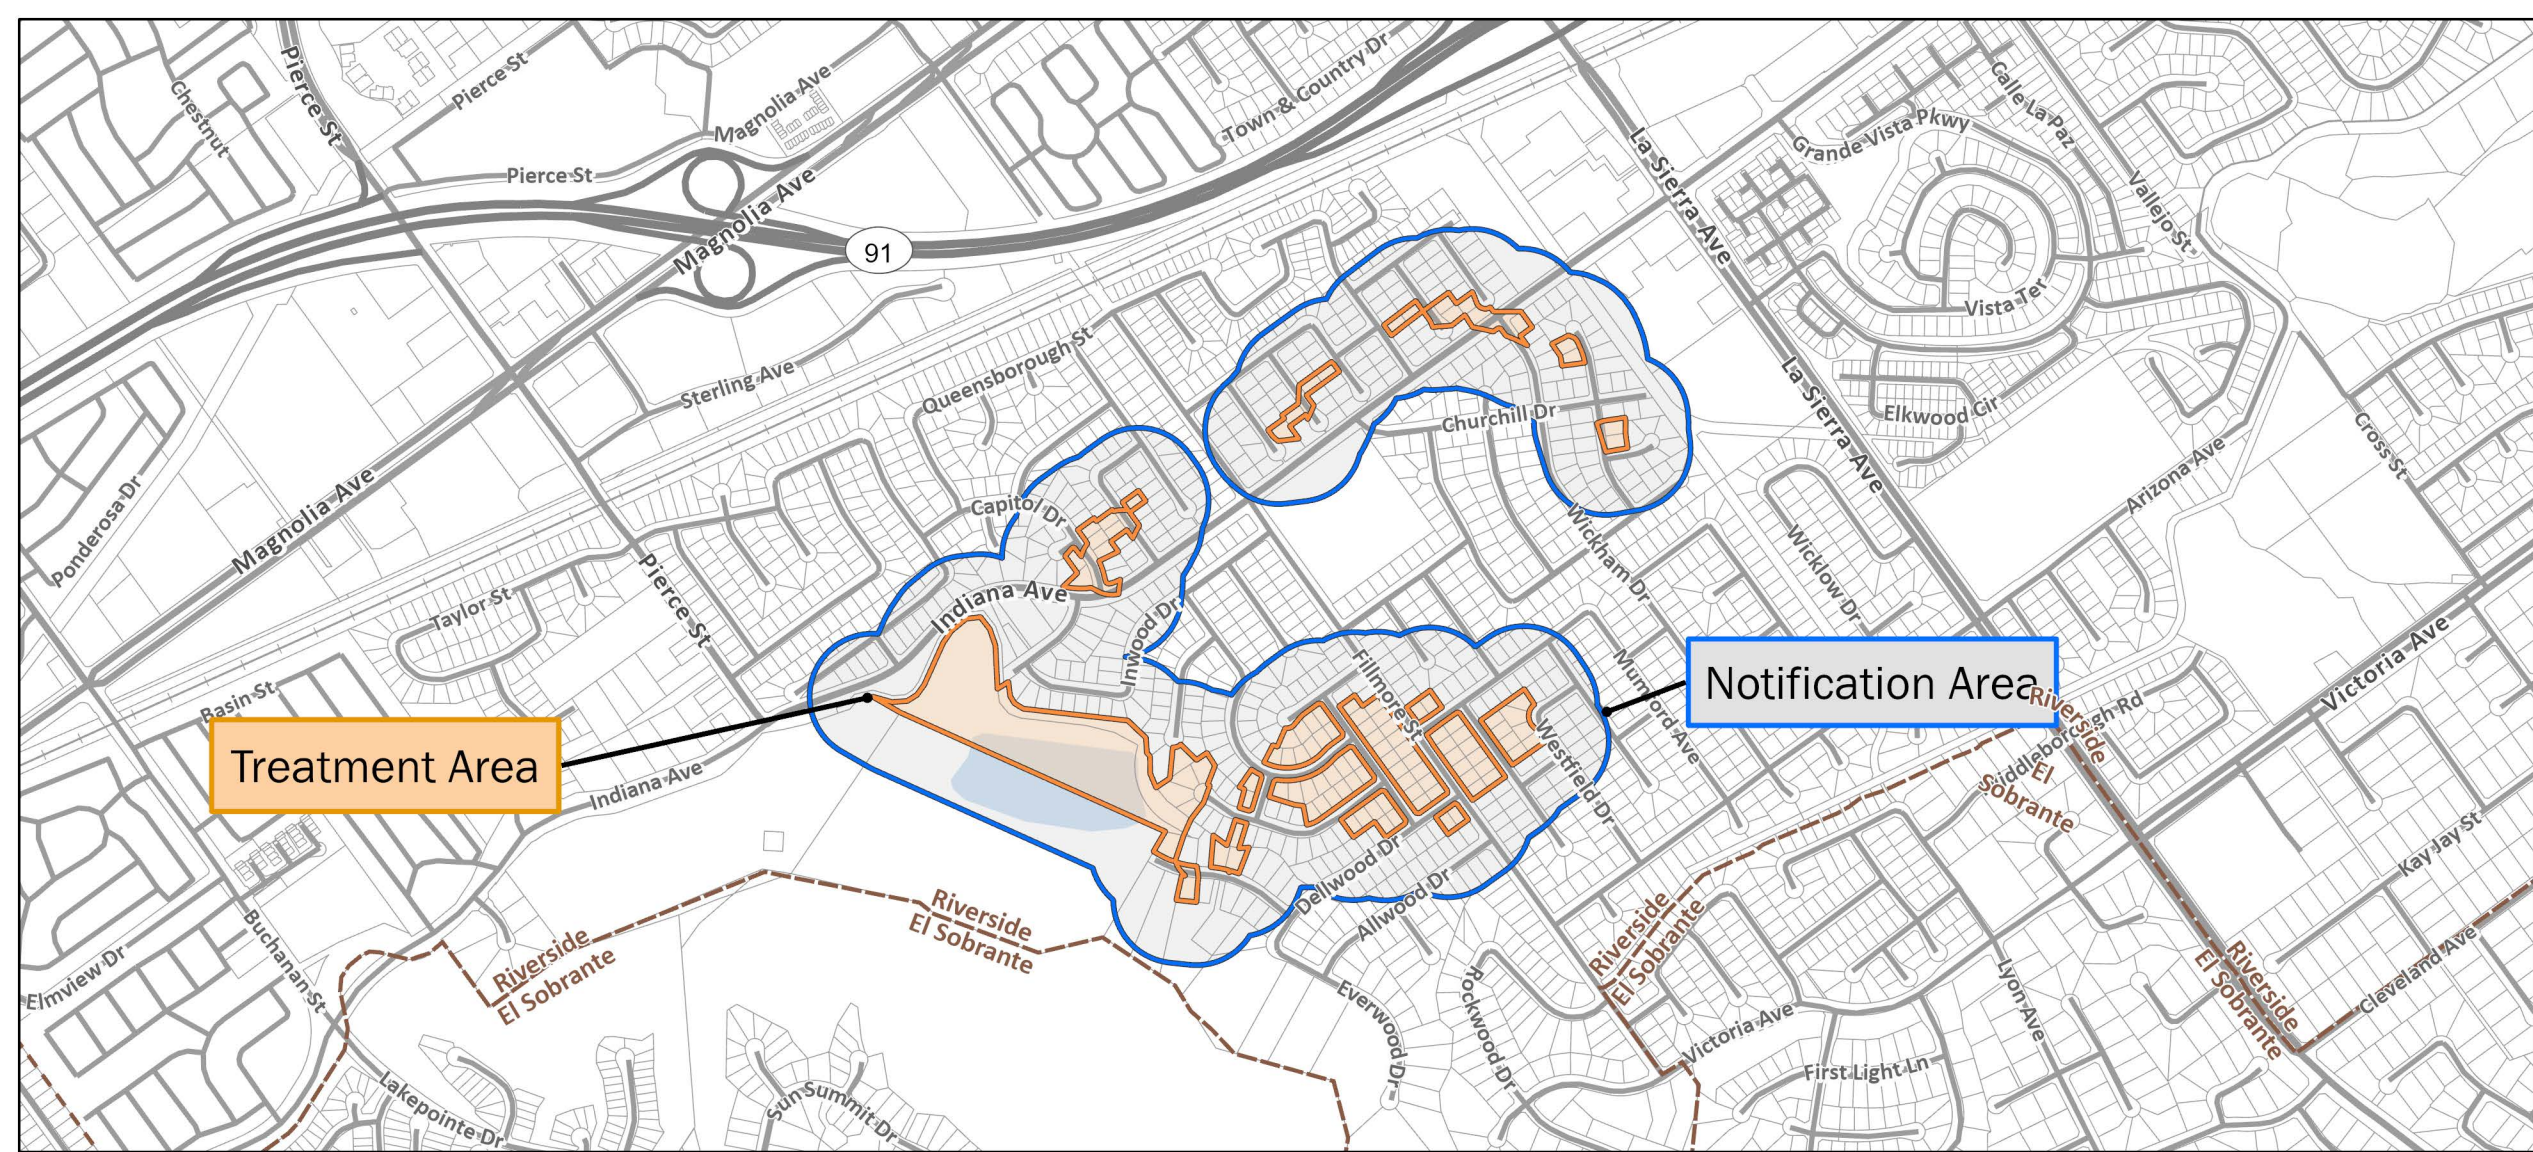 Pierce St
Chestnut
Pierce St
Magnolia Ave
Town & Country Dr
Calle La Paz
Grande Vista Pkwy
La Sierra Ave
Pierce St
Magnolia Ave
91
Vallejo St
Vista Ter
Queensborough St
Sterling Ave
La Sierra Ave
Elkwood Cir
Churchill Dr
Cross St
Arizona Ave
Ponderosa Dr
Magnolia Ave
Capitol Dr
Wickham Dr
Wicklow Dr
Pierce St
Taylor St
Indiana Ave
Inwood Dr
Fillmore St
Mumford Ave
Notification Area
Victoria Ave
Riverside
El
Sobrante
Basin St
Treatment Area
Indiana Ave
Westfield Dr
Kay Jay St
Dellwood Dr
Allwood Dr
Riverside
El Sobrante
Riverside
El Sobrante
Riverside
El Sobrante
Riverside
El Sobrante
Buchanan St
Elmview Dr
Everwood Dr
Rockwood Dr
Lyon Ave
Cleveland Ave
Victoria Ave
First Light Ln
Lakepointe Dr
Sun Summit Dr